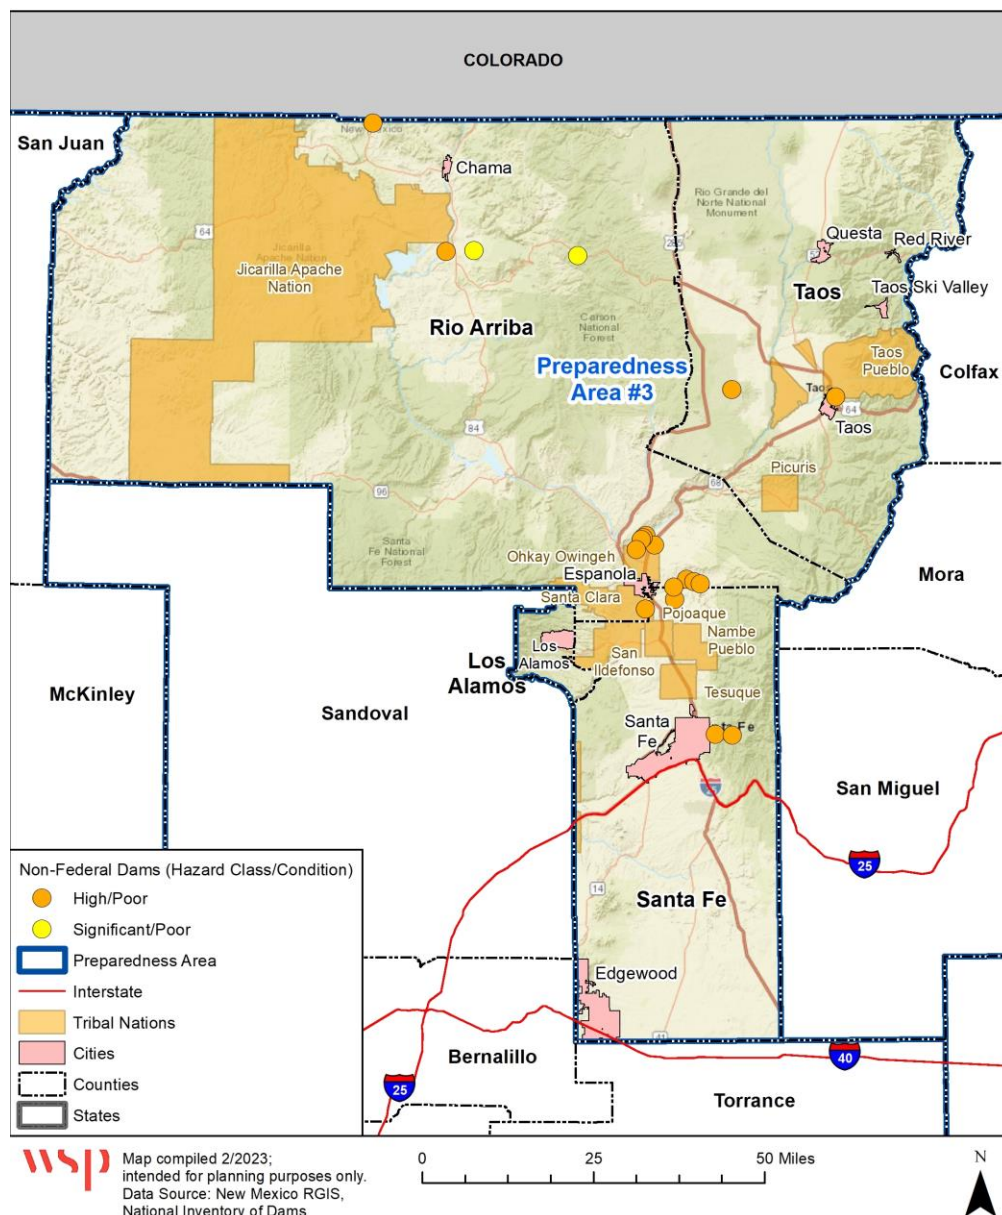 COLORADO
San Juan
New Mexico
Chama
Rio Grande del
Norte National
Monument
64
285
Questa
Red River
Jicarilla
Apache Nation
Jicarilla Apache
Nation
Taos Ski Valley
Taos
Rio Arriba
Carson
National
Forest
Taos
Pueblo
Preparedness
Area #3
Colfax
Taos
64
Taos
84
Picuris
68
96
Santa
Fe National
Forest
Ohkay Owingeh
Espanola
Mora
Santa Clara
Pojoaque
Los
Alamos
Nambe
Pueblo
San
Ildefonso
Los
Alamos
McKinley
Tesuque
Sandoval
Santa
Fe
San Miguel
25
14
Santa Fe
Edgewood
41
Bernalillo
40
25
Torrance
Non-Federal Dams (Hazard Class/Condition)
High/Poor
Significant/Poor
Preparedness Area
Interstate
Tribal Nations
Cities
Counties
States
wsp
Map compiled 2/2023;
intended for planning purposes only.
Data Source: New Mexico RGIS,
National Inventory of Dams
0 25 50 Miles
N